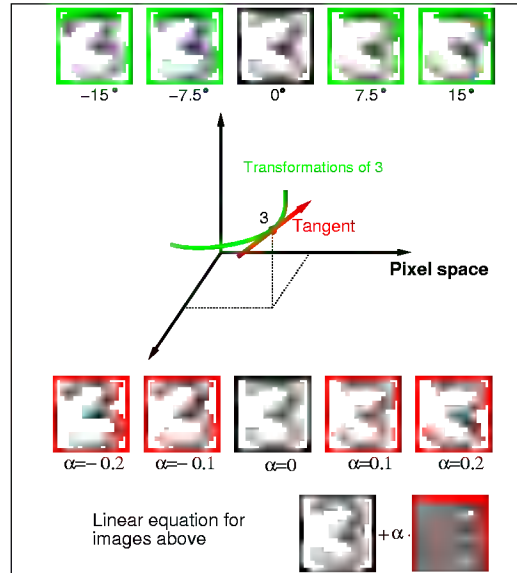 −15° −7.5° 0° 7.5° 15°
Transformations of 3
3
Tangent
Pixel space
α=− 0.2 α=− 0.1 α=0 α=0.1 α=0.2
Linear equation for
images above
+ α ·